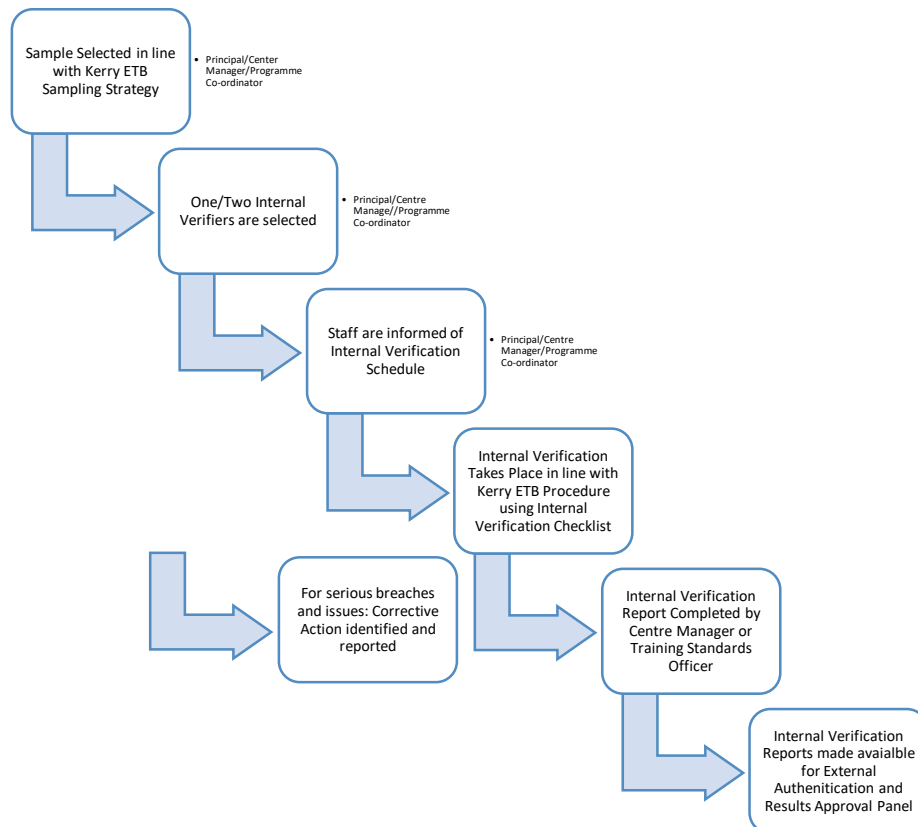 Sample Selected in line
with Kerry ETB
Sampling Strategy
• Principal/Center
Manager/Programme
Co-ordinator
One/Two Internal
Verifiers are selected
• Principal/Centre
Manage//Programme
Co-ordinator
Staff are informed of
Internal Verification
Schedule
• Principal/Centre
Manager/Programme
Co-ordinator
Internal Verification
Takes Place in line with
Kerry ETB Procedure
using Internal
Verification Checklist
For serious breaches
and issues: Corrective
Action identified and
reported
Internal Verification
Report Completed by
Centre Manager or
Training Standards
Officer
Internal Verification
Reports made avaialble
for External
Authenitication and
Results Approval Panel